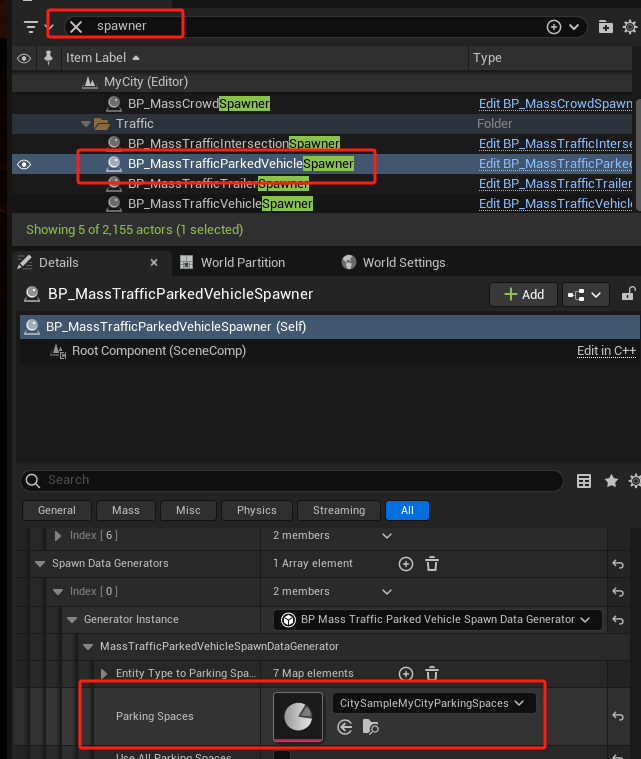 spawner
Item Label Type
MyCity (Editor)
BP_MassCrowdSpawner Edit BP_MassCrowdSpawn
Traffic Folder
BP_MassTrafficIntersectionSpawner Edit BP_MassTrafficInterse
BP_MassTrafficParkedVehicleSpawner Edit BP_MassTrafficParked
BP_MassTrafficTrailerSpawner Edit BP_MassTrafficTrailer
BP_MassTrafficVehicleSpawner Edit BP_MassTrafficVehicl
Showing 5 of 2,155 actors (1 selected)
Details World Partition World Settings
BP_MassTrafficParkedVehicleSpawner Add
BP_MassTrafficParkedVehicleSpawner (Self)
Root Component (SceneComp) Edit in C++
Search
General Mass Misc Physics Streaming All
Index [ 6 ] 2 members
Spawn Data Generators 1 Array element
Index [ 0 ] 2 members
Generator Instance BP Mass Traffic Parked Vehicle Spawn Data Generator
MassTrafficParkedVehicleSpawnDataGenerator
Entity Type to Parking Spa... 7 Map elements
CitySampleMyCityParkingSpaces
Parking Spaces
Use All Parking Spaces